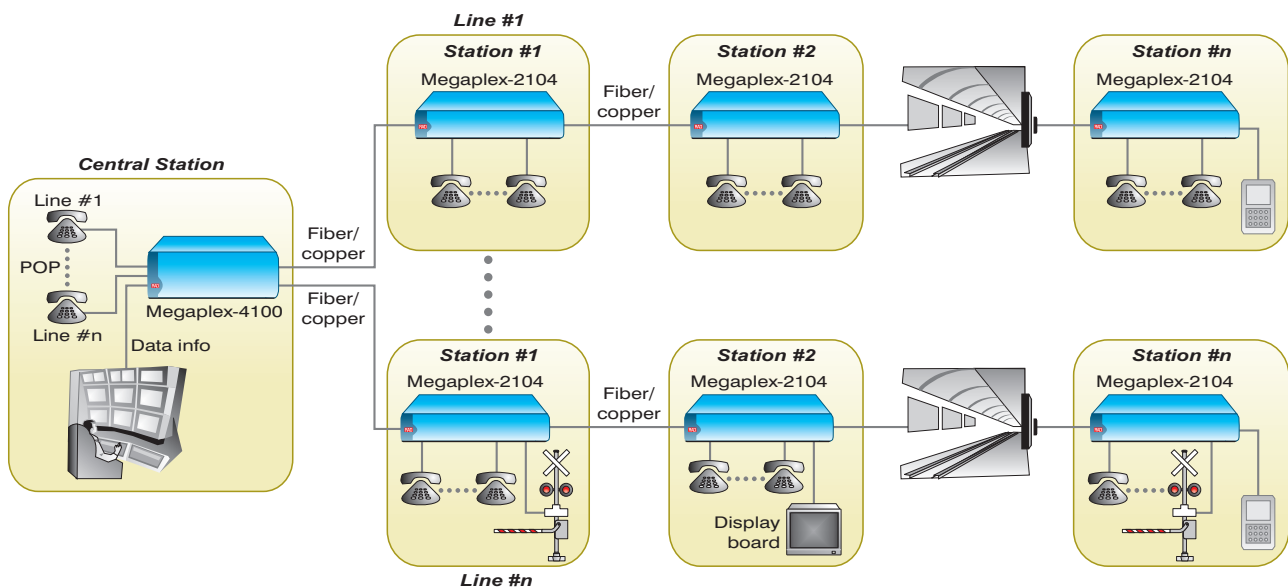 Line #1
Station #1
Megaplex-2104
Fiber/
copper
Station #2
Megaplex-2104
Station #n
Megaplex-2104
Central Station
Line #1
POP
Line #n
Megaplex-4100
Data info
Fiber/
copper
Fiber/
copper
Station #1
Megaplex-2104
Fiber/
copper
Station #2
Megaplex-2104
Display
board
Station #n
Megaplex-2104
Line #n